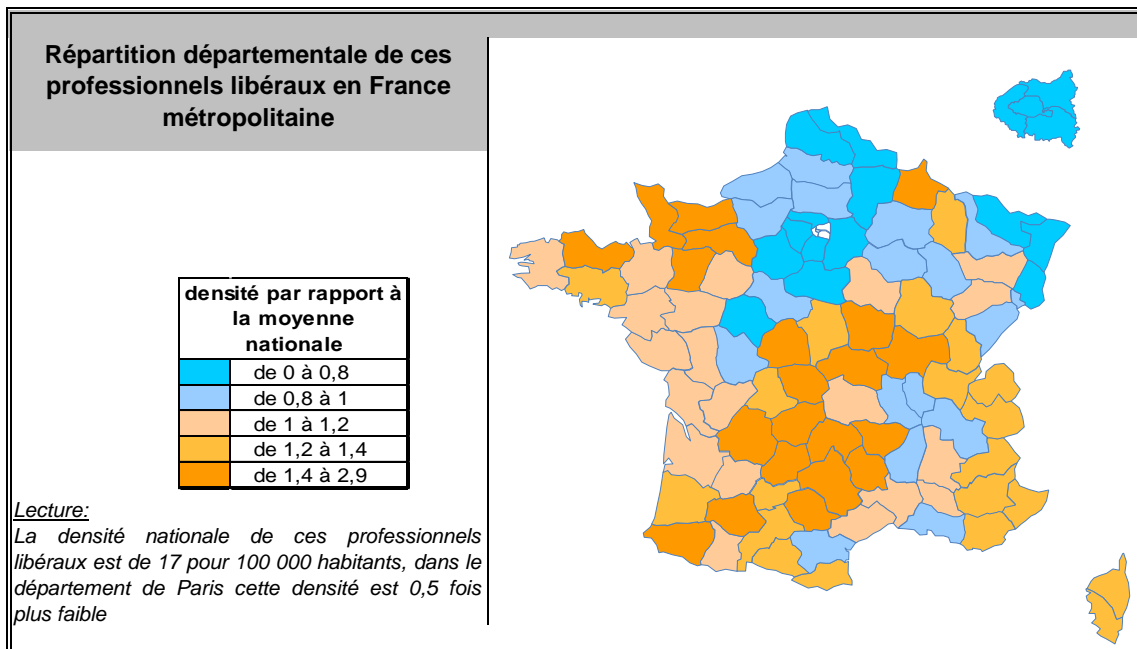 Répartition départementale de ces
professionnels libéraux en France
métropolitaine
densité par rapport à
la moyenne
nationale
de 0 à 0,8
de 0,8 à 1
de 1 à 1,2
de 1,2 à 1,4
de 1,4 à 2,9
Lecture:
La densité nationale de ces professionnels
libéraux est de 17 pour 100 000 habitants, dans le
département de Paris cette densité est 0,5 fois
plus faible